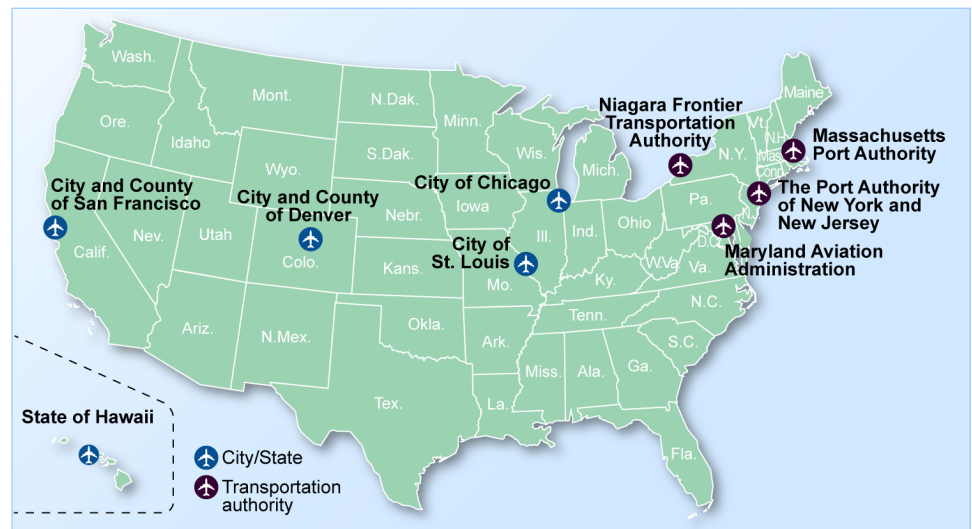 Wash.
Ore.
Calif.
Nev.
Idaho
Mont.
Wyo.
Utah
Colo.
Ariz.
N.Mex.
N.Dak.
S.Dak.
Nebr.
Kans.
Okla.
Tex.
Minn.
Iowa
Mo.
Ark.
La.
Wis.
Ill.
Mich.
Ind.
Ohio
Ky.
Tenn.
Miss.
Ala.
Ga.
Fla.
S.C.
N.C.
Va.
W.Va.
D.C.
Pa.
N.J.
N.Y.
Conn.
Mas.
Vt.
NH
Maine
City and County
of San Francisco
City and County
of Denver
City of Chicago
City of
St. Louis
Niagara Frontier
Transportation
Authority
Massachusetts
Port Authority
The Port Authority
of New York and
New Jersey
Maryland Aviation
Administration
State of Hawaii
City/State
Transportation
authority